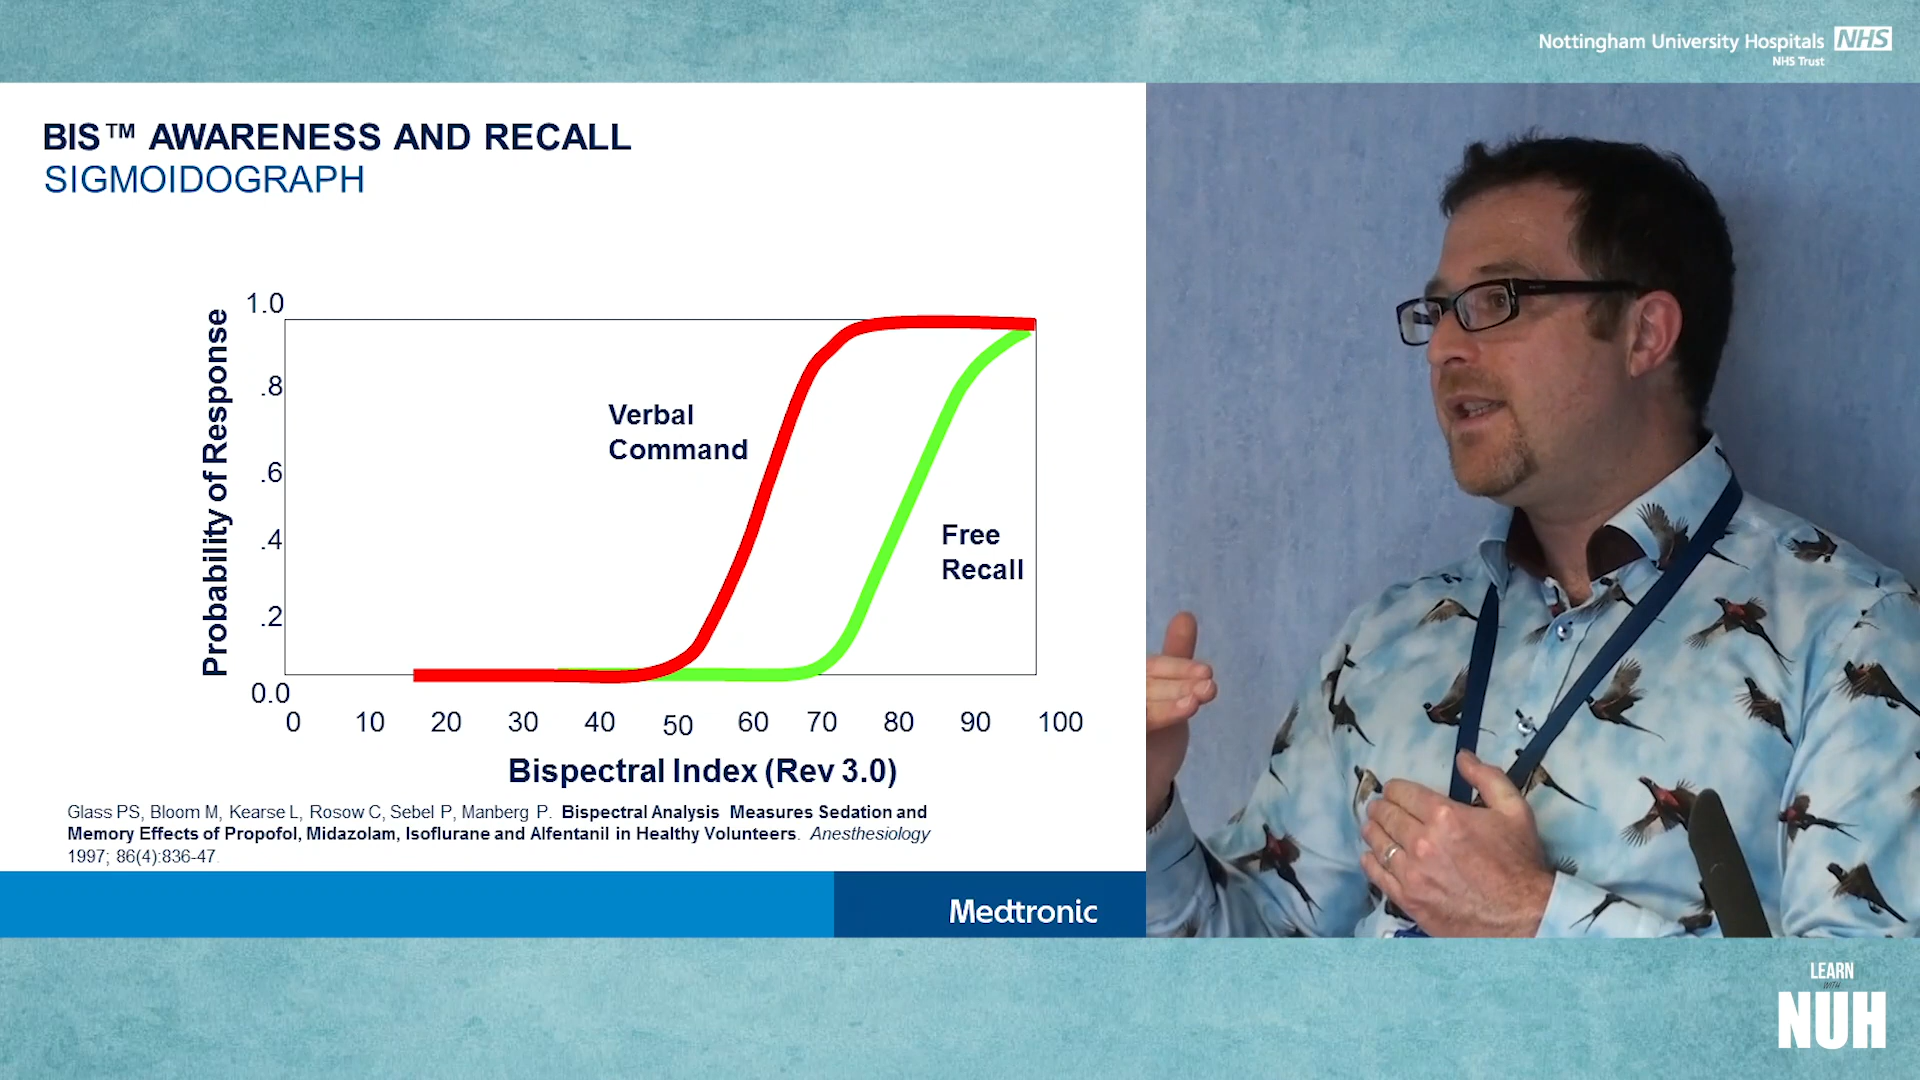 Nottingham University Hospitals NHS
NHS Trust
BIS™ AWARENESS AND RECALL
SIGMOIDOGRAPH
Probability of Response
1.0
.8
.6
.4
.2
0.0
Verbal
Command
Free
Recall
0 10 20 30 40 50 60 70 80 90 100
Bispectral Index (Rev 3.0)
Glass PS, Bloom M, Kearse L, Rosow C, Sebel P, Manberg P. Bispectral Analysis Measures Sedation and
Memory Effects of Propofol, Midazolam, Isoflurane and Alfentanil in Healthy Volunteers. Anesthesiology
1997; 86(4):836-47.
Medtronic
LEARN
WITH
NUH